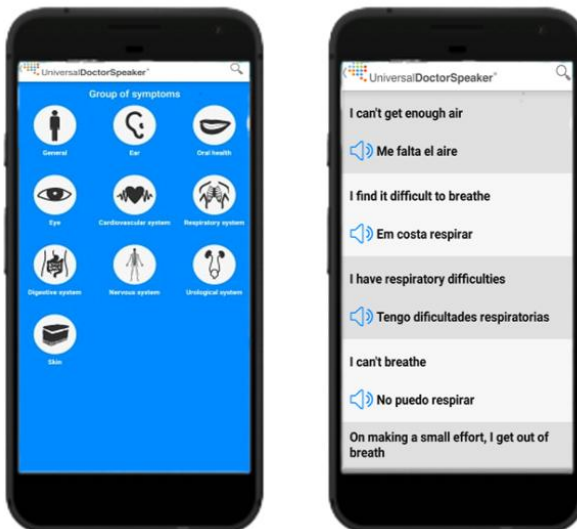 UniversalDoctorSpeaker®
Group of symptoms
General
Ear
Oral health
Eye
Cardiovascular system
Respiratory system
Digestive system
Nervous system
Urological system
Skin
UniversalDoctorSpeaker®
I can't get enough air
Me falta el aire
I find it difficult to breathe
Em costa respirar
I have respiratory difficulties
Tengo dificultades respiratorias
I can't breathe
No puedo respirar
On making a small effort, I get out of
breath